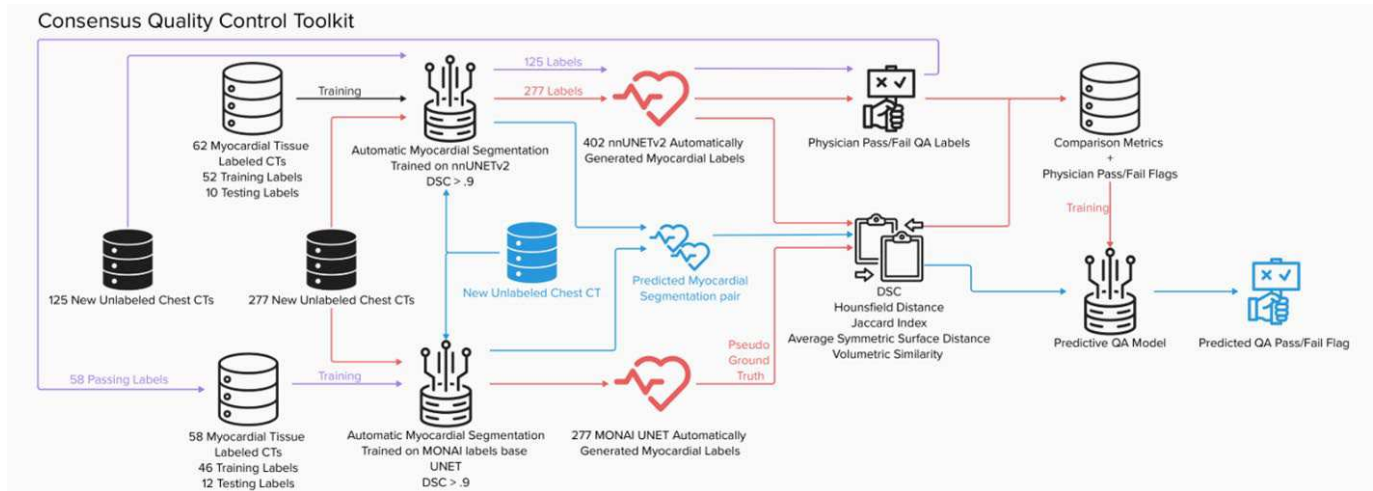 Consensus Quality Control Toolkit
Training
125 Labels
277 Labels
62 Myocardial Tissue
Labeled CTs
52 Training Labels
10 Testing Labels
Automatic Myocardial Segmentation
Trained on nnUNETv2
DSC > .9
402 nnUNETv2 Automatically
Generated Myocardial Labels
Physician Pass/Fail QA Labels
Comparison Metrics
+
Physician Pass/Fail Flags
Training
125 New Unlabeled Chest CTs
277 New Unlabeled Chest CTs
New Unlabeled Chest CT
Predicted Myocardial
Segmentation pair
DSC
Hounsfield Distance
Jaccard Index
Average Symmetric Surface Distance
Volumetric Similarity
Predictive QA Model
Predicted QA Pass/Fail Flag
Pseudo
Ground
Truth
58 Passing Labels
Training
58 Myocardial Tissue
Labeled CTs
46 Training Labels
12 Testing Labels
Automatic Myocardial Segmentation
Trained on MONAI labels base
UNET
DSC > .9
277 MONAI UNET Automatically
Generated Myocardial Labels